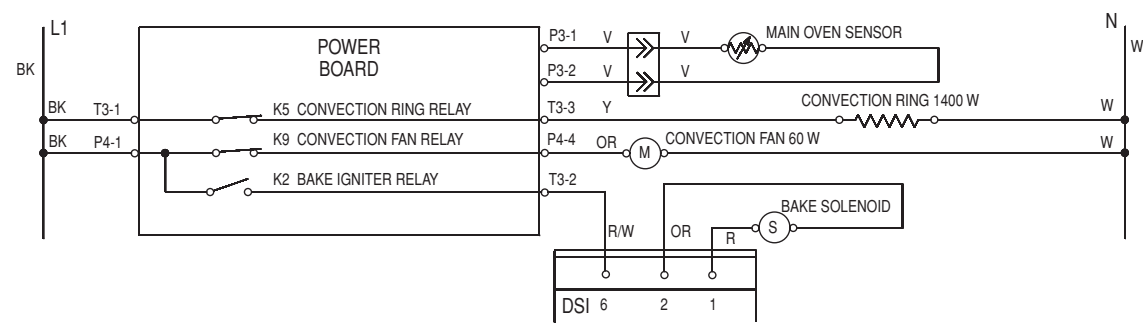 L1
N
BK
W
POWER
BOARD
P3-1 V V MAIN OVEN SENSOR
P3-2 V V
BK T3-1 K5 CONVECTION RING RELAY T3-3 Y CONVECTION RING 1400 W W
BK P4-1 K9 CONVECTION FAN RELAY P4-4 OR M CONVECTION FAN 60 W W
K2 BAKE IGNITER RELAY T3-2
BAKE SOLENOID
R/W OR R S
DSI 6 2 1